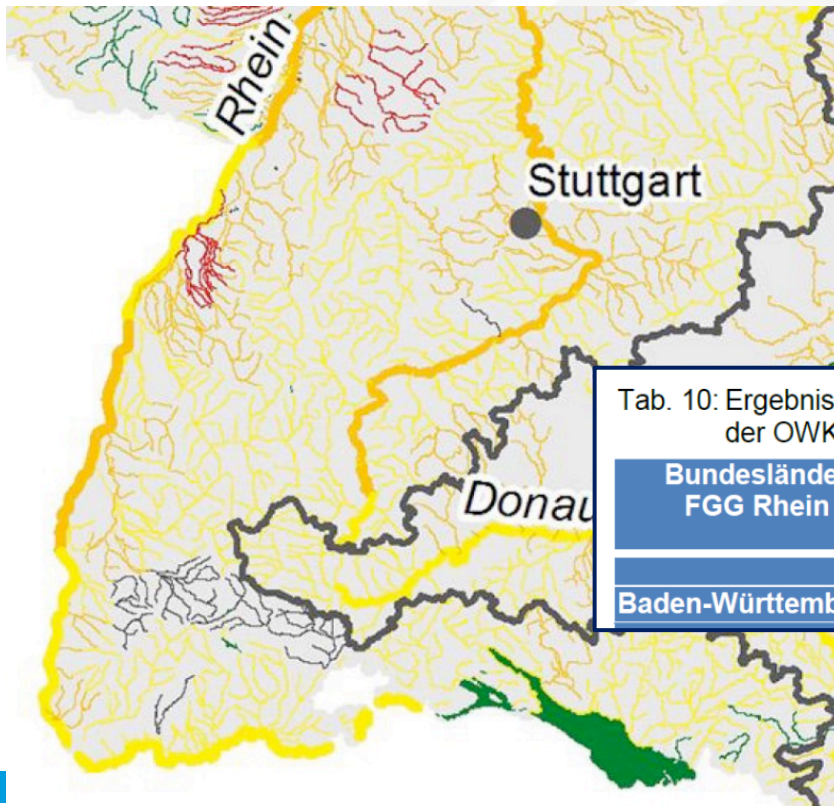 Rhein
Stuttgart
Donau
Tab. 10: Ergebnis
der OWK
Bundeslände
FGG Rhein
Baden-Württemb